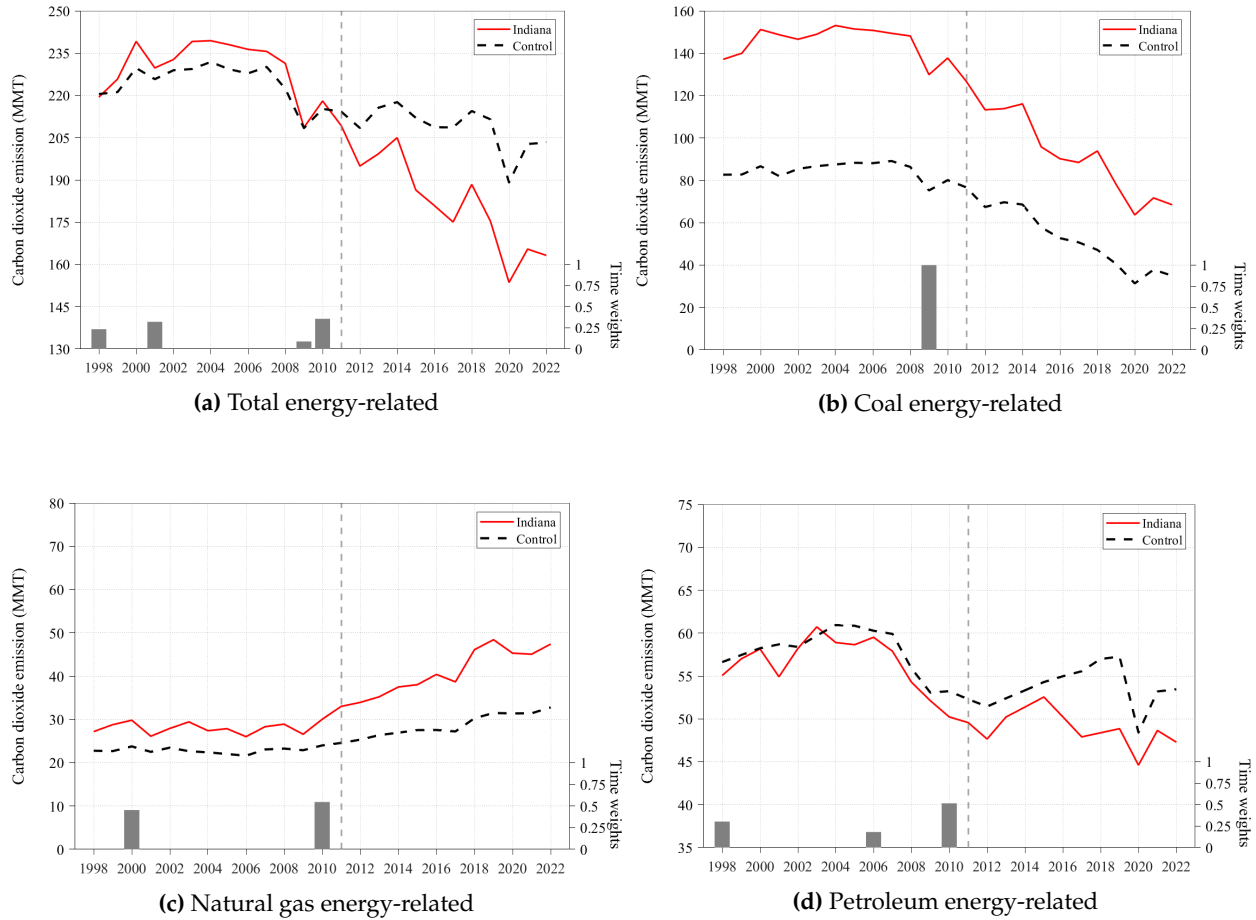 250
235
220
205
190
175
160
145
130
Carbon dioxide emission (MMT)
Indiana
Control
1
0.75
0.5
0.25
0
Time weights
1998 2000 2002 2004 2006 2008 2010 2012 2014 2016 2018 2020 2022
(a) Total energy-related
160
140
120
100
80
60
40
20
0
Carbon dioxide emission (MMT)
Indiana
Control
1
0.75
0.5
0.25
0
Time weights
1998 2000 2002 2004 2006 2008 2010 2012 2014 2016 2018 2020 2022
(b) Coal energy-related
80
70
60
50
40
30
20
10
0
Carbon dioxide emission (MMT)
Indiana
Control
1
0.75
0.5
0.25
0
Time weights
1998 2000 2002 2004 2006 2008 2010 2012 2014 2016 2018 2020 2022
(c) Natural gas energy-related
75
70
65
60
55
50
45
40
35
Carbon dioxide emission (MMT)
Indiana
Control
1
0.75
0.5
0.25
0
Time weights
1998 2000 2002 2004 2006 2008 2010 2012 2014 2016 2018 2020 2022
(d) Petroleum energy-related